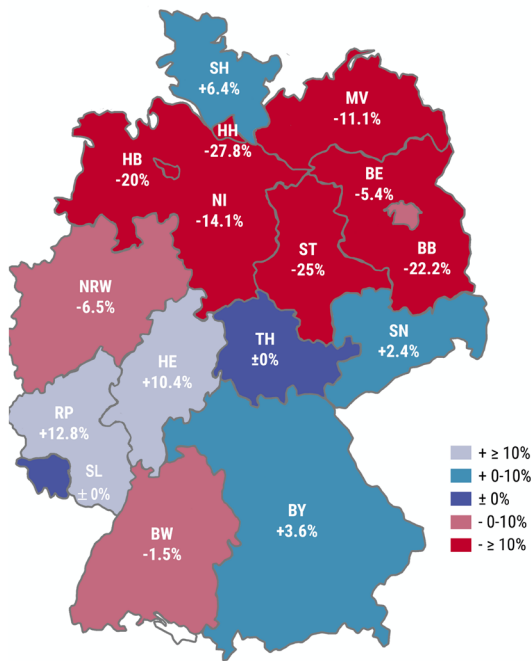 SH
+6.4%
MV
-11.1%
HH
-27.8%
HB
-20%
BE
-5.4%
NI
-14.1%
ST
-25%
BB
-22.2%
NRW
-6.5%
SN
+2.4%
TH
±0%
HE
+10.4%
RP
+12.8%
SL
± 0%
BY
+3.6%
BW
-1.5%
+ ≥ 10%
+ 0-10%
± 0%
- 0-10%
- ≥ 10%